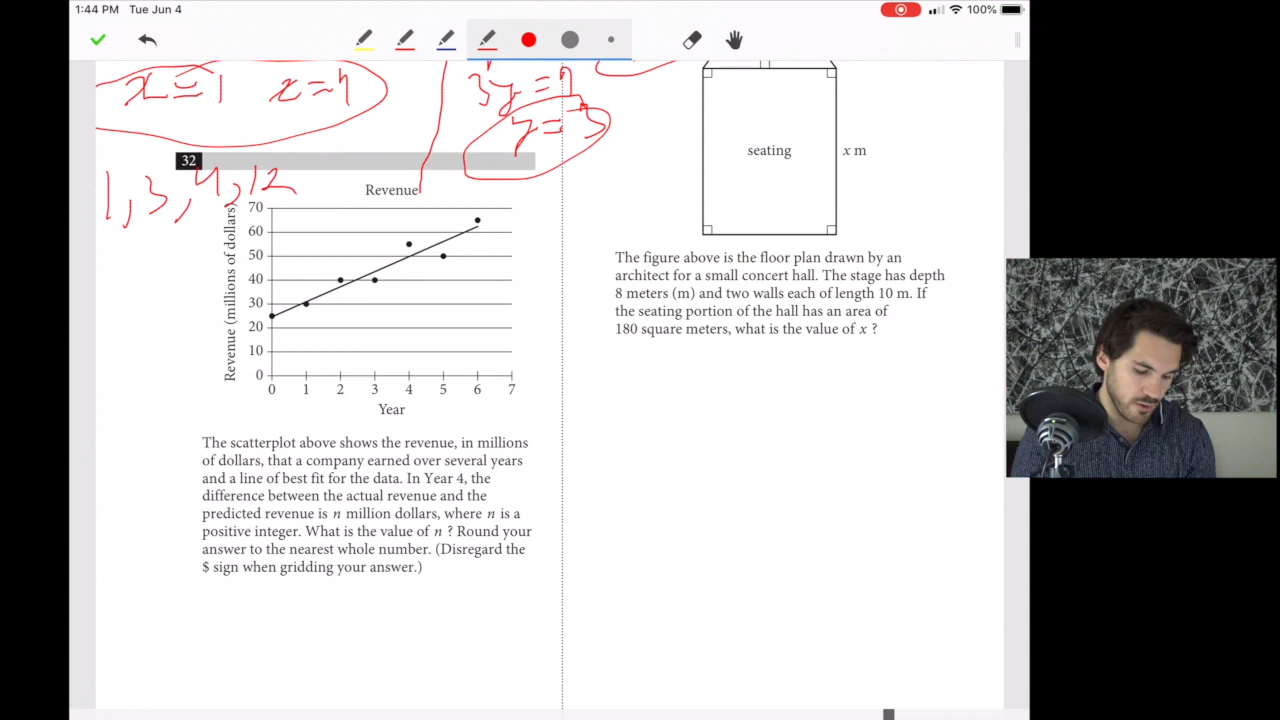 1:44 PM Tue Jun 4
100%
x = 1 x = 4
3y = 9
y = 3
1, 3, 4, 12
32
Revenue
Revenue (millions of dollars)
70
60
50
40
30
20
10
0
0 1 2 3 4 5 6 7
Year
The scatterplot above shows the revenue, in millions
of dollars, that a company earned over several years
and a line of best fit for the data. In Year 4, the
difference between the actual revenue and the
predicted revenue is n million dollars, where n is a
positive integer. What is the value of n ? Round your
answer to the nearest whole number. (Disregard the
$ sign when gridding your answer.)
seating
x m
The figure above is the floor plan drawn by an
architect for a small concert hall. The stage has depth
8 meters (m) and two walls each of length 10 m. If
the seating portion of the hall has an area of
180 square meters, what is the value of x ?